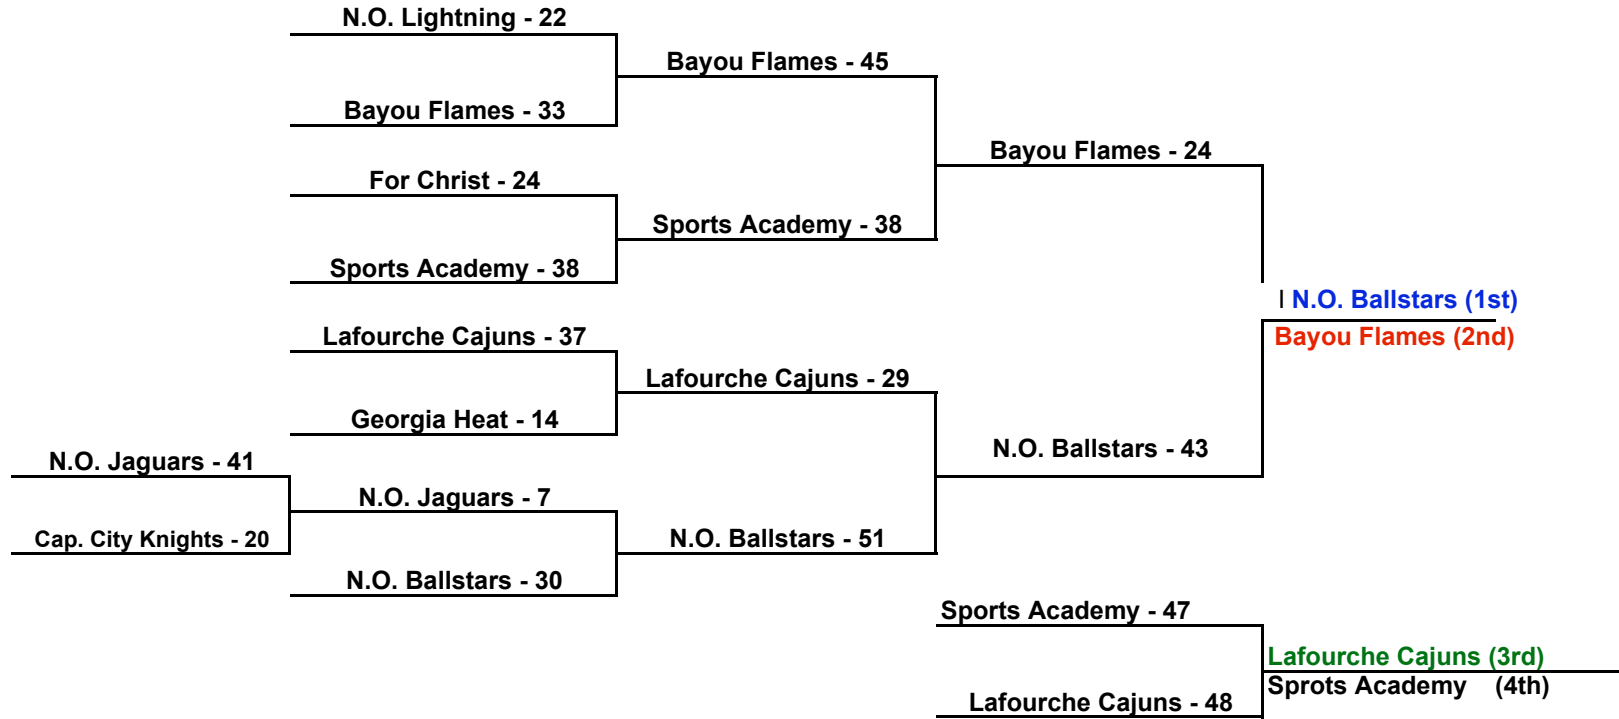 N.O. Lightning - 22
Bayou Flames - 45
Bayou Flames - 33
Bayou Flames - 24
For Christ - 24
Sports Academy - 38
Sports Academy - 38
N.O. Ballstars (1st)
Lafourche Cajuns - 37
Bayou Flames (2nd)
Lafourche Cajuns - 29
Georgia Heat - 14
N.O. Ballstars - 43
N.O. Jaguars - 41
N.O. Jaguars - 7
Cap. City Knights - 20
N.O. Ballstars - 51
N.O. Ballstars - 30
Sports Academy - 47
Lafourche Cajuns (3rd)
Sprots Academy (4th)
Lafourche Cajuns - 48